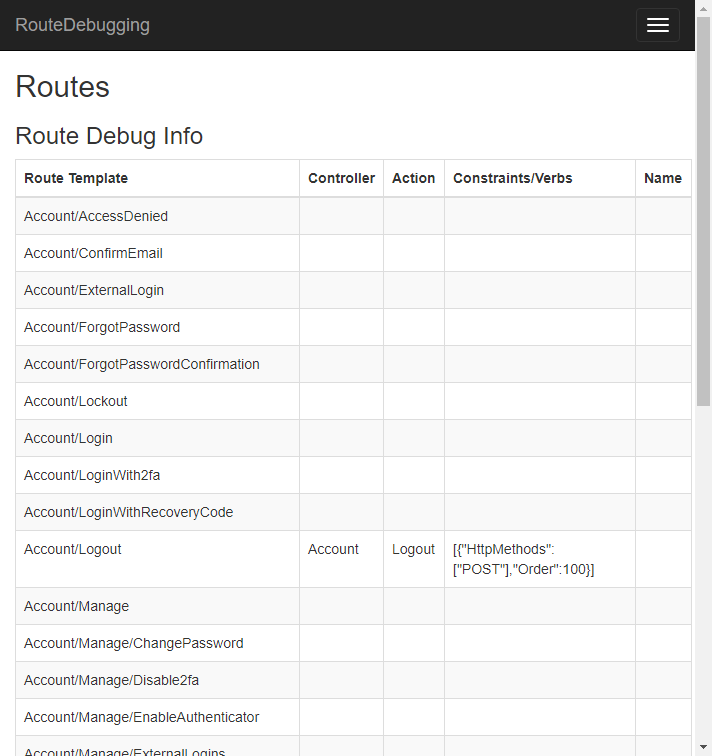 RouteDebugging
Routes
Route Debug Info
Route Template Controller Action Constraints/Verbs Name
Account/AccessDenied
Account/ConfirmEmail
Account/ExternalLogin
Account/ForgotPassword
Account/ForgotPasswordConfirmation
Account/Lockout
Account/Login
Account/LoginWith2fa
Account/LoginWithRecoveryCode
Account/Logout Account Logout [{"HttpMethods":
["POST"],"Order":100}]
Account/Manage
Account/Manage/ChangePassword
Account/Manage/Disable2fa
Account/Manage/EnableAuthenticator
Account/Manage/ExternalLogins